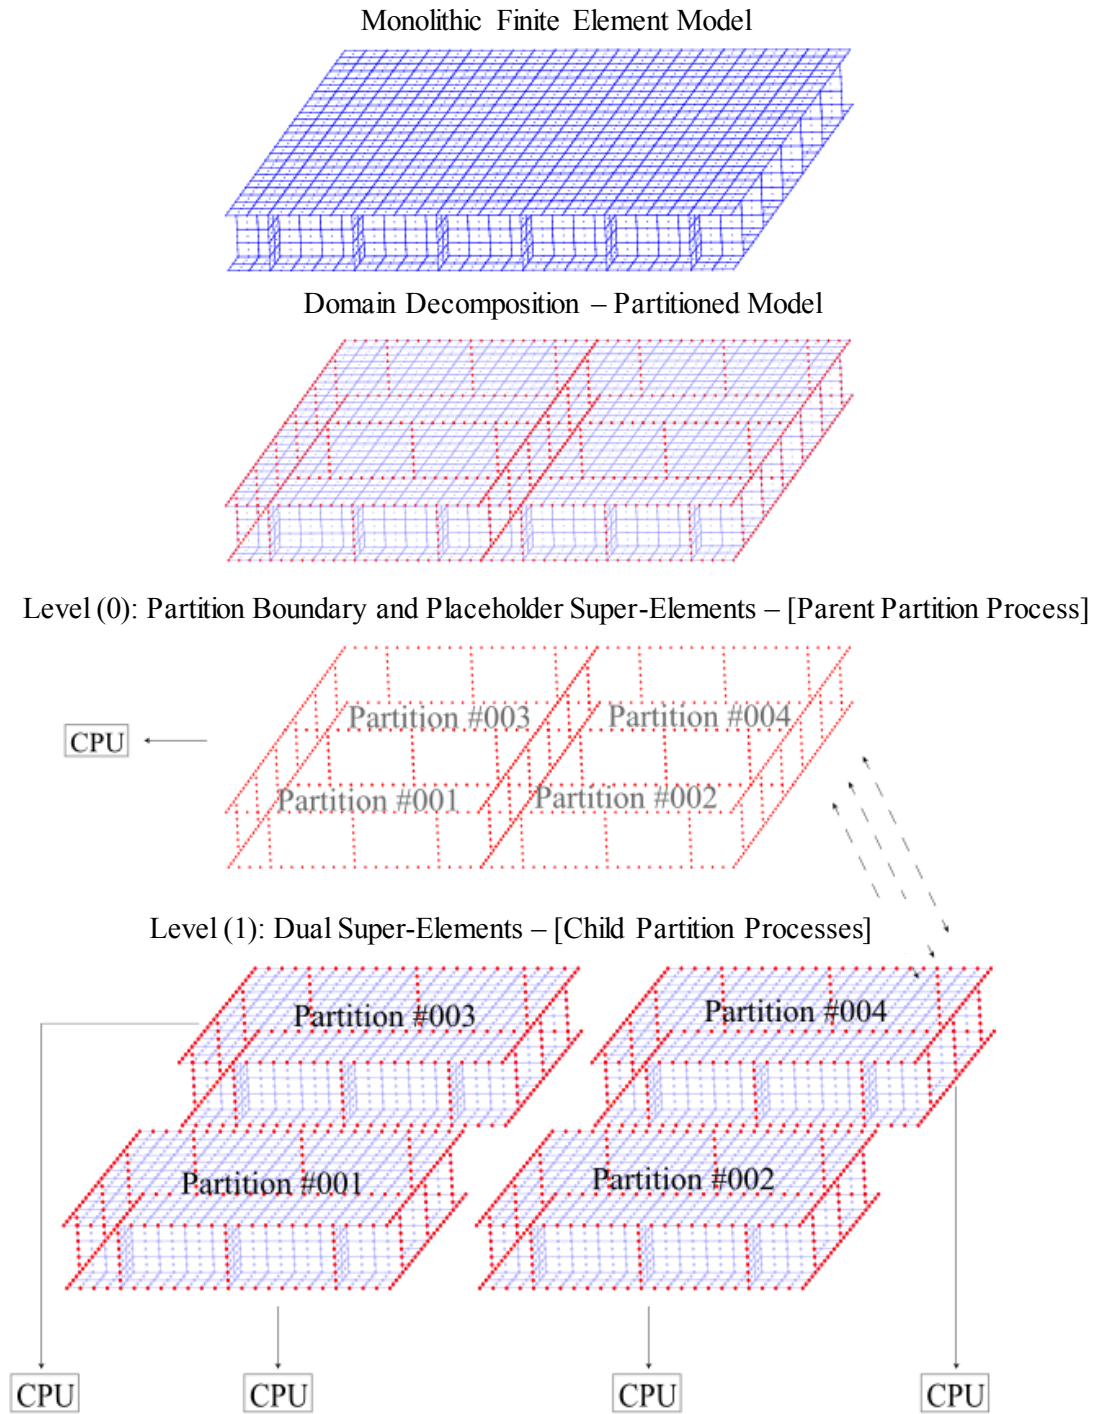 Monolithic Finite Element Model
Domain Decomposition – Partitioned Model
Level (0): Partition Boundary and Placeholder Super-Elements – [Parent Partition Process]
Partition #003
Partition #004
CPU
Partition #001
Partition #002
Level (1): Dual Super-Elements – [Child Partition Processes]
Partition #003
Partition #004
Partition #001
Partition #002
CPU
CPU
CPU
CPU